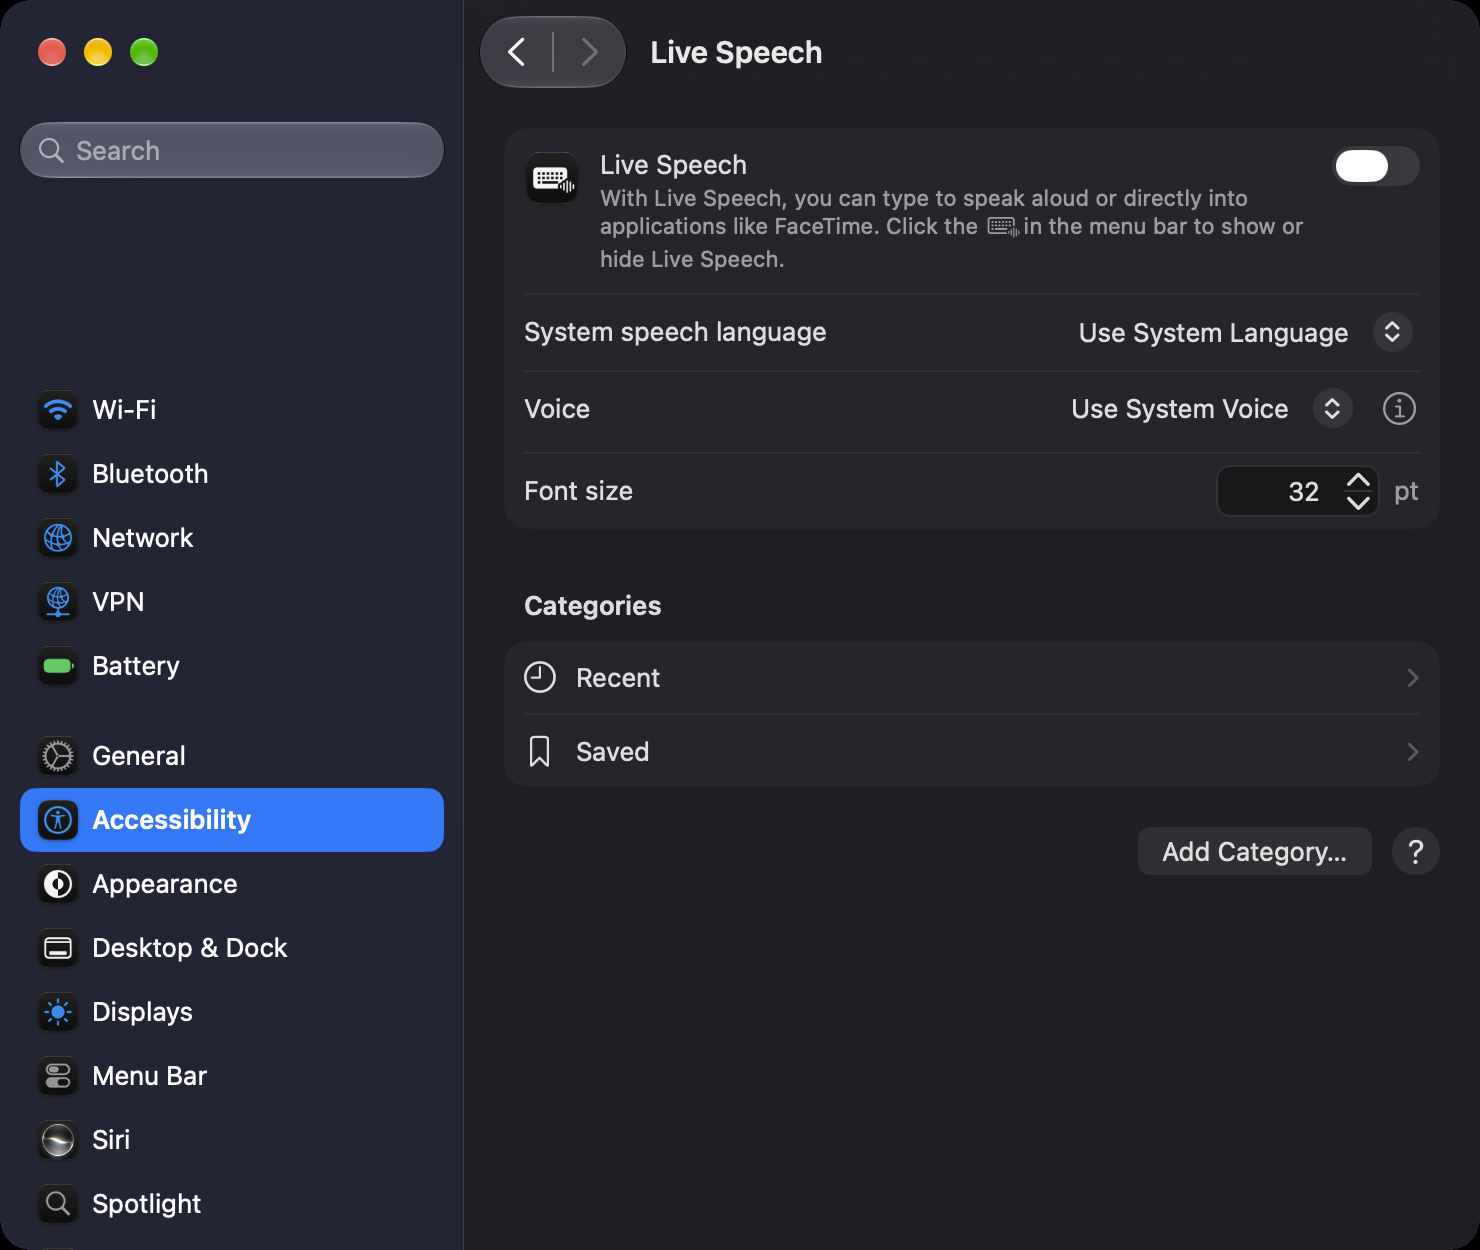 Live Speech
Search
Wi-Fi
Bluetooth
Network
VPN
Battery
General
Accessibility
Appearance
Desktop & Dock
Displays
Menu Bar
Siri
Spotlight
Live Speech
With Live Speech, you can type to speak aloud or directly into
applications like FaceTime. Click the in the menu bar to show or
hide Live Speech.
System speech language Use System Language
Voice Use System Voice
Font size 32 pt
Categories
Recent
Saved
Add Category... ?